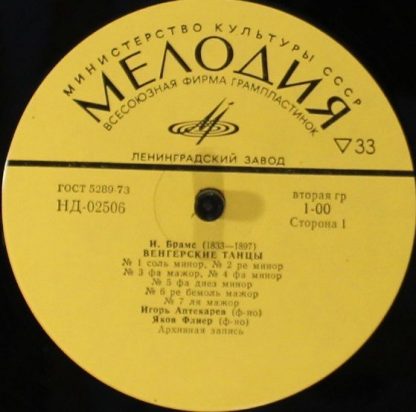 МИНИСТЕРСТВО КУЛЬТУРЫ СССР
МЕЛОДИЯ
ВСЕСОЮЗНАЯ ФИРМА ГРАМПЛАСТИНОК
▽33
ЛЕНИНГРАДСКИЙ ЗАВОД
ГОСТ 5289-73
НД-02506
вторая гр
1-00
Сторона 1
И. Брамс (1833—1897)
ВЕНГЕРСКИЕ ТАНЦЫ
№ 1 соль минор, № 2 ре минор
№ 3 фа мажор, № 4 фа минор
№ 5 фа диез минор
№ 6 ре бемоль мажор
№ 7 ля мажор
Игорь Аптекарев (ф-но)
Яков Флиер (ф-но)
Архивная запись